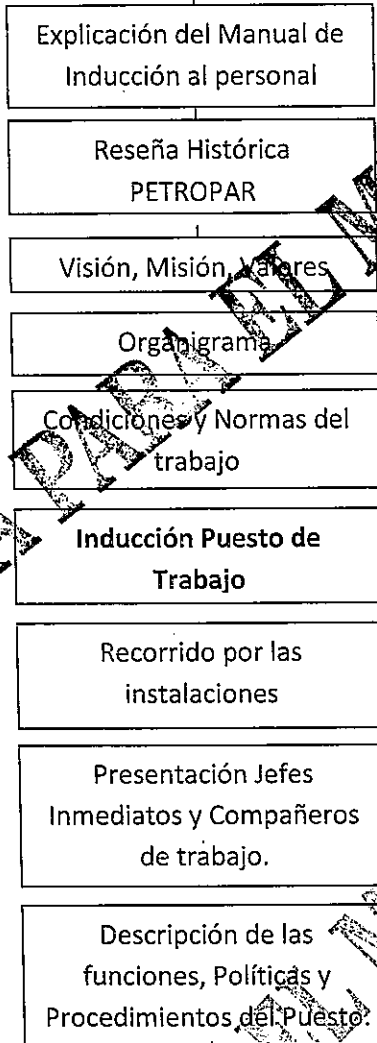 Explicación del Manual de
Inducción al personal
Reseña Histórica
PETROPAR
Visión, Misión, Valores
Organigrama
Condiciones y Normas del
trabajo
Inducción Puesto de
Trabajo
Recorrido por las
instalaciones
Presentación Jefes
Inmediatos y Compañeros
de trabajo.
Descripción de las
funciones, Políticas y
Procedimientos del Puesto.
PARA EL